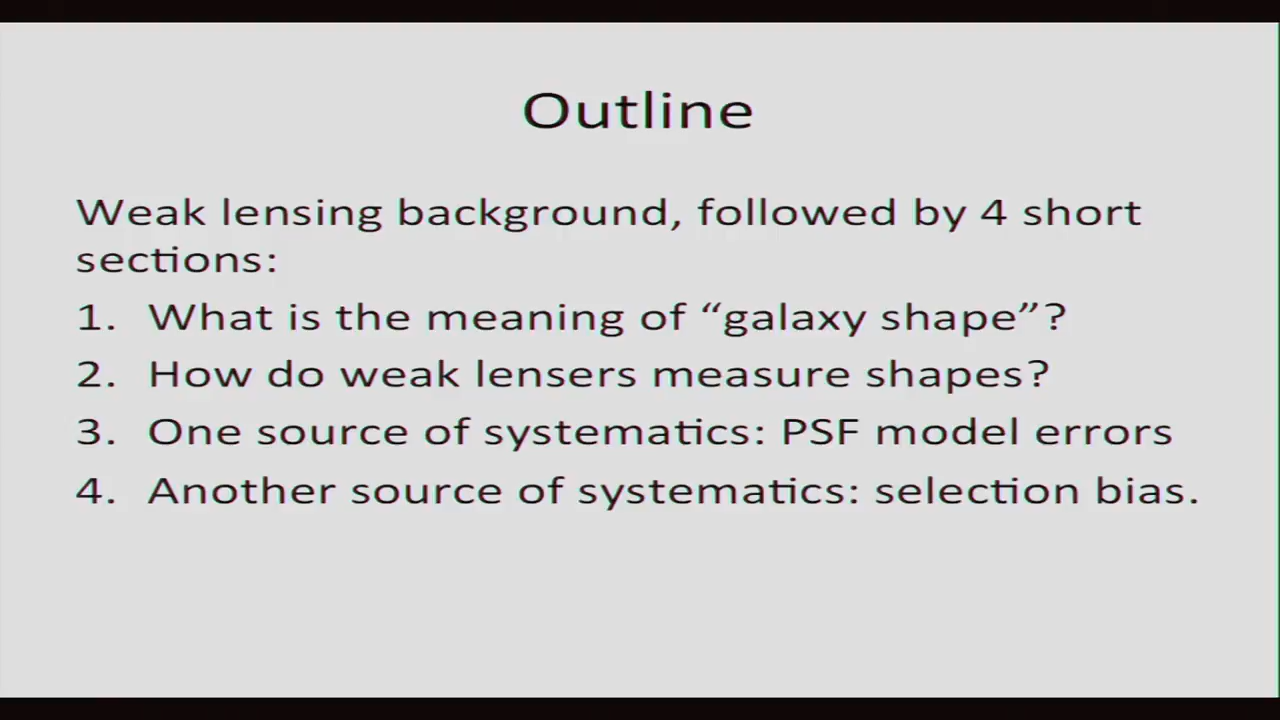 Outline
Weak lensing background, followed by 4 short
sections:
1. What is the meaning of “galaxy shape”?
2. How do weak lensers measure shapes?
3. One source of systematics: PSF model errors
4. Another source of systematics: selection bias.